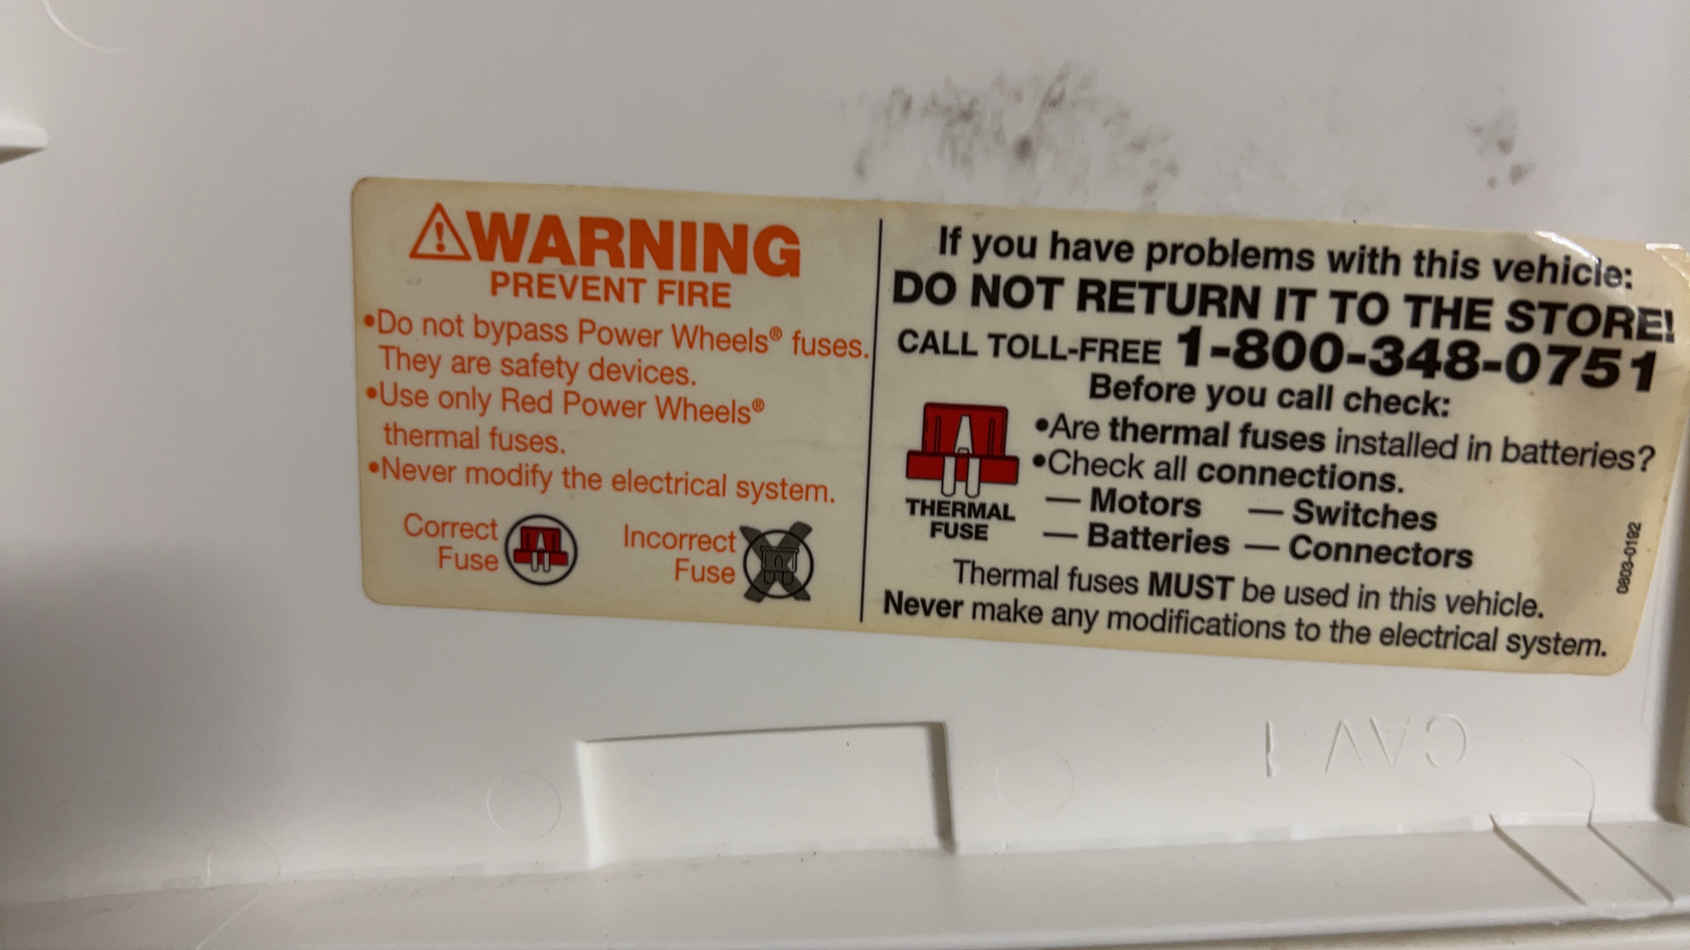 WARNING
PREVENT FIRE
•Do not bypass Power Wheels® fuses.
They are safety devices.
•Use only Red Power Wheels®
thermal fuses.
•Never modify the electrical system.
Correct
Fuse
Incorrect
Fuse
If you have problems with this vehicle:
DO NOT RETURN IT TO THE STORE!
CALL TOLL-FREE 1-800-348-0751
Before you call check:
•Are thermal fuses installed in batteries?
•Check all connections.
— Motors — Switches
— Batteries — Connectors
THERMAL
FUSE
Thermal fuses MUST be used in this vehicle.
Never make any modifications to the electrical system.
0803-0192
CAV 1